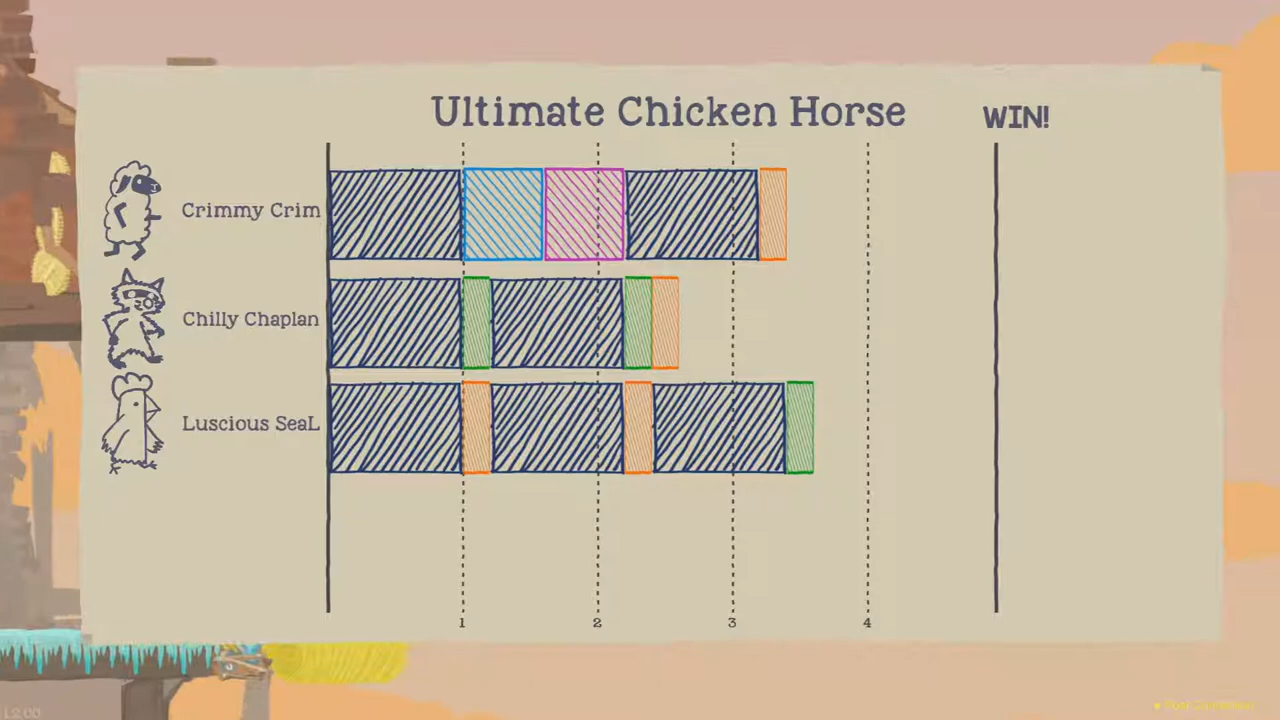 Ultimate Chicken Horse
WIN!
Crimmy Crim
Chilly Chaplan
Luscious SeaL
1 2 3 4